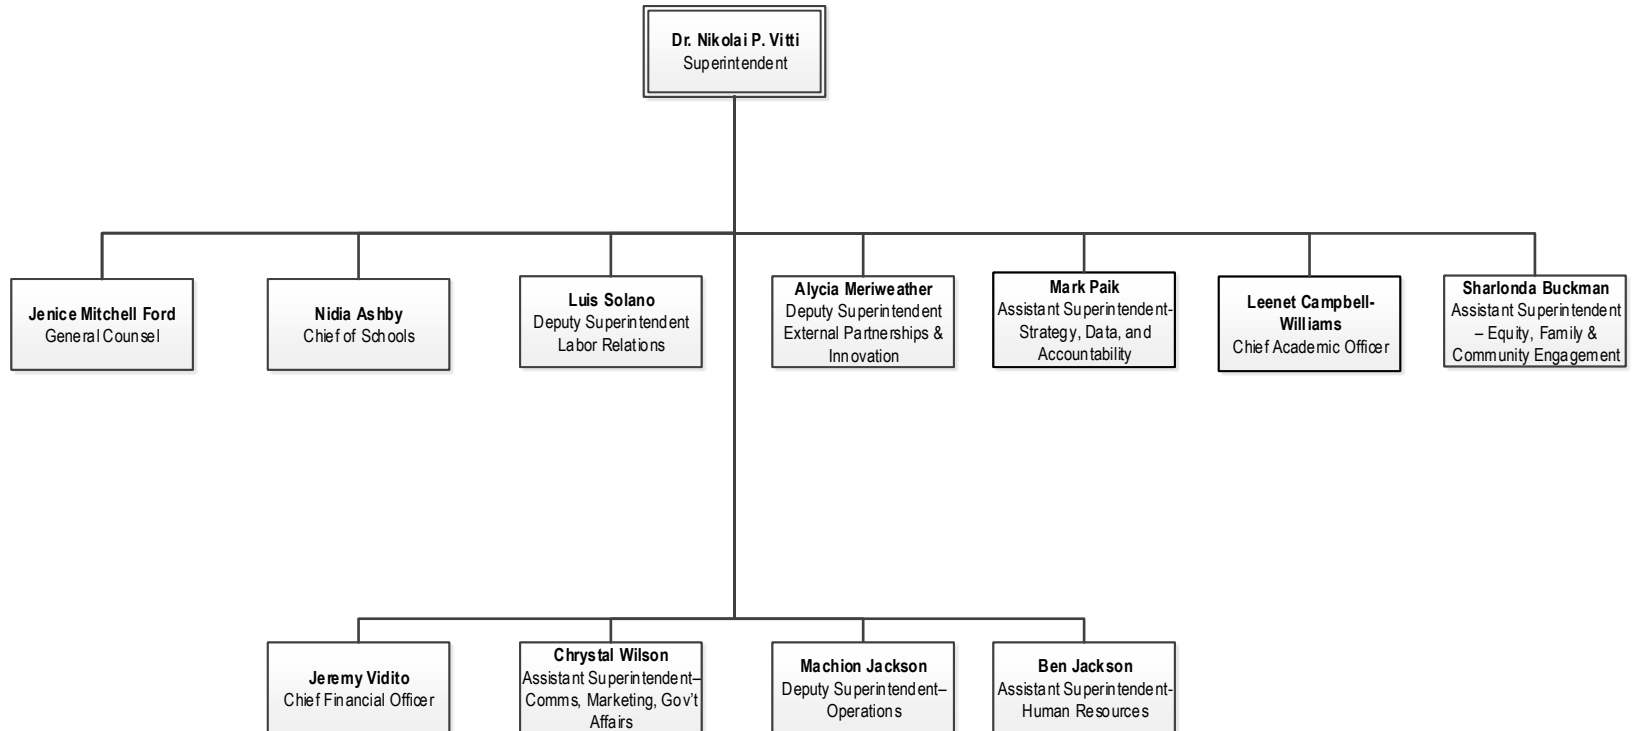 Dr. Nikolai P. Vitti
Superintendent
Jenice Mitchell Ford
General Counsel
Nidia Ashby
Chief of Schools
Luis Solano
Deputy Superintendent
Labor Relations
Alycia Meriweather
Deputy Superintendent
External Partnerships &
Innovation
Mark Paik
Assistant Superintendent-
Strategy, Data, and
Accountability
Leenet Campbell-
Williams
Chief Academic Officer
Sharlonda Buckman
Assistant Superintendent
– Equity, Family &
Community Engagement
Jeremy Vidito
Chief Financial Officer
Chrystal Wilson
Assistant Superintendent–
Comms, Marketing, Gov't
Affairs
Machion Jackson
Deputy Superintendent–
Operations
Ben Jackson
Assistant Superintendent-
Human Resources